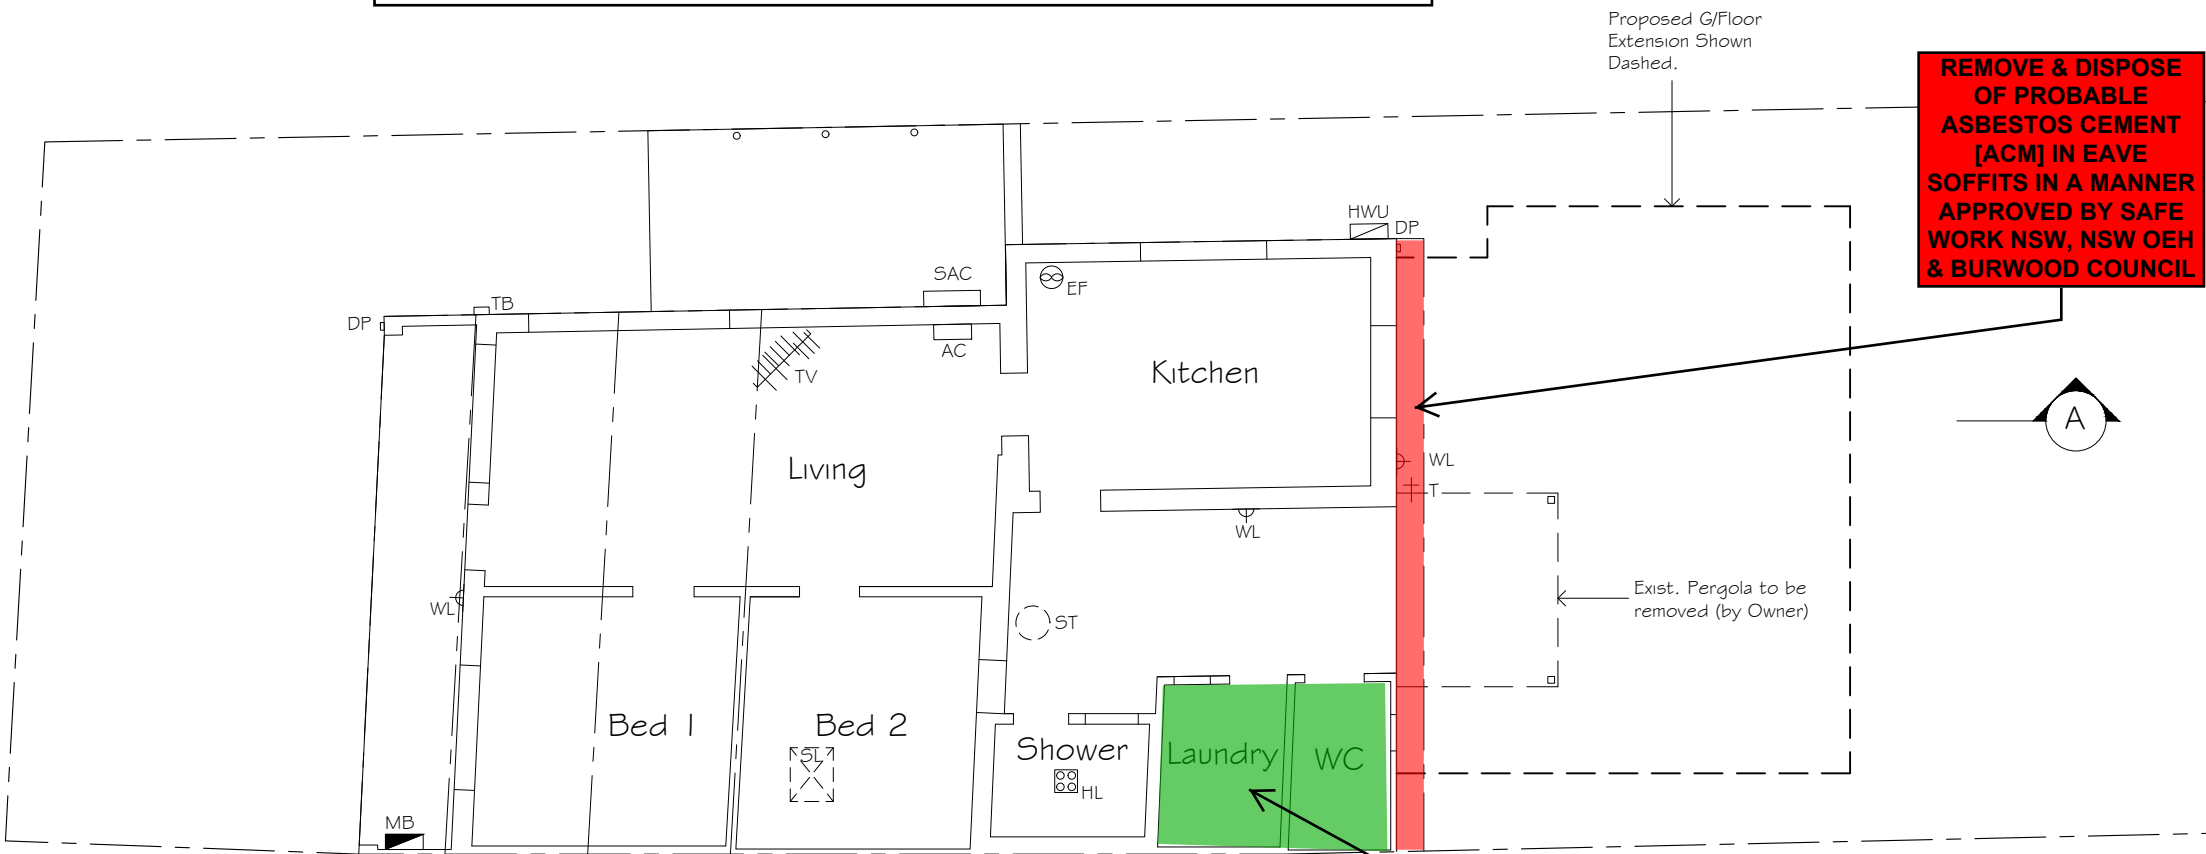 Proposed G/Floor
Extension Shown
Dashed.
REMOVE & DISPOSE
OF PROBABLE
ASBESTOS CEMENT
[ACM] IN EAVE
SOFFITS IN A MANNER
APPROVED BY SAFE
WORK NSW, NSW OEH
& BURWOOD COUNCIL
HWU
DP
SAC
EF
TB
DP
AC
TV
Kitchen
A
Living
WL
T
WL
Exist. Pergola to be
removed (by Owner)
WL
ST
Bed 1
Bed 2
Shower
Laundry
WC
SL
HL
MB